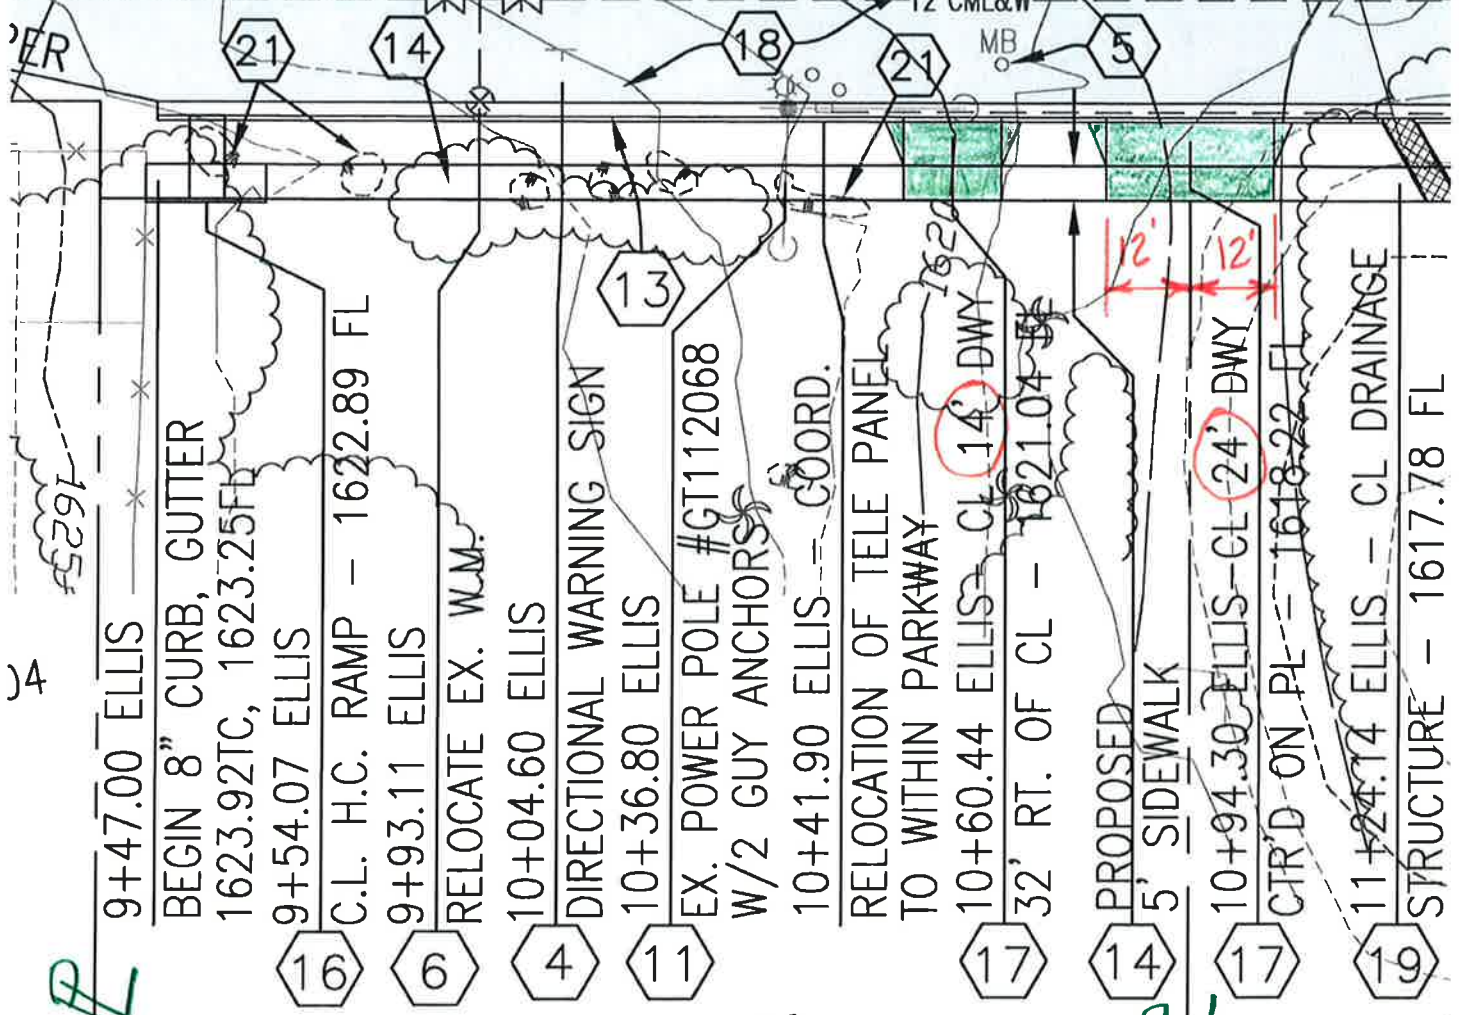 12" CML&W
PER
21
14
18
21
MB
5
13
1620
12'
12'
1625
04
9+47.00 ELLIS
BEGIN 8" CURB, GUTTER
1623.92TC, 1623.25FL
9+54.07 ELLIS
C.L. H.C. RAMP - 1622.89 FL
9+93.11 ELLIS
RELOCATE EX. W.M.
10+04.60 ELLIS
DIRECTIONAL WARNING SIGN
10+36.80 ELLIS
EX. POWER POLE #GT112068
W/2 GUY ANCHORS
10+41.90 ELLIS - COORD.
RELOCATION OF TELE PANEL
TO WITHIN PARKWAY
10+60.44 ELLIS- CL 14' DWY
32' RT. OF CL - 1621.04 FL
PROPOSED
5' SIDEWALK
10+94.30 ELLIS-CL 24' DWY
CTR'D ON PL - 1618.22 FL
11+24.14 ELLIS - CL DRAINAGE
STRUCTURE - 1617.78 FL
16
6
4
11
17
14
17
19